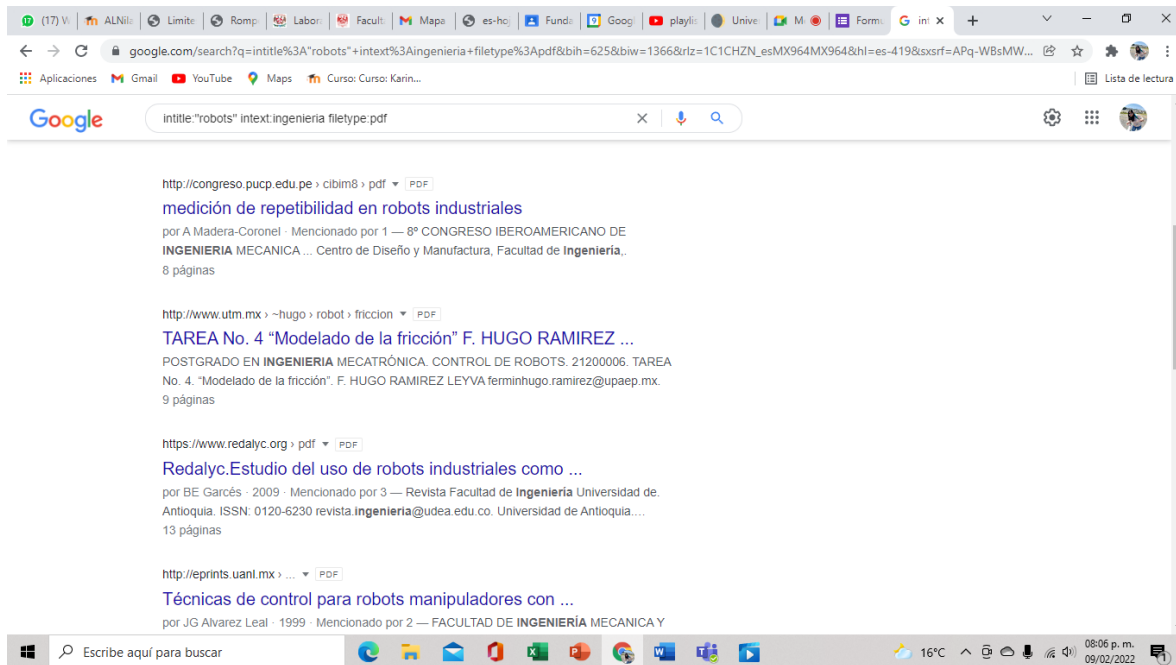 (17) W
ALNila
Limite
Romp
Labor
Facult
Mapa
es-hoj
Funda
Googl
playlis
Unive
M
Formu
int
google.com/search?q=intitle%3A"robots"+intext%3Aingenieria+filetype%3Apdf&bih=625&biw=1366&rlz=1C1CHZN_esMX964MX964&hl=es-419&sxsrf=APq-WBsMW...
Aplicaciones
Gmail
YouTube
Maps
Curso: Curso: Karin...
Lista de lectura
Google
intitle:"robots" intext:ingenieria filetype:pdf
http://congreso.pucp.edu.pe › cibim8 › pdf PDF
medición de repetibilidad en robots industriales
por A Madera-Coronel · Mencionado por 1 — 8º CONGRESO IBEROAMERICANO DE
INGENIERIA MECANICA ... Centro de Diseño y Manufactura, Facultad de Ingeniería,.
8 páginas
http://www.utm.mx › ~hugo › robot › friccion PDF
TAREA No. 4 “Modelado de la fricción” F. HUGO RAMIREZ ...
POSTGRADO EN INGENIERIA MECATRÓNICA. CONTROL DE ROBOTS. 21200006. TAREA
No. 4. “Modelado de la fricción”. F. HUGO RAMIREZ LEYVA ferminhugo.ramirez@upaep.mx.
9 páginas
https://www.redalyc.org › pdf PDF
Redalyc.Estudio del uso de robots industriales como ...
por BE Garcés · 2009 · Mencionado por 3 — Revista Facultad de Ingeniería Universidad de.
Antioquia. ISSN: 0120-6230 revista.ingenieria@udea.edu.co. Universidad de Antioquia....
13 páginas
http://eprints.uanl.mx › ... PDF
Técnicas de control para robots manipuladores con ...
por JG Alvarez Leal · 1999 · Mencionado por 2 — FACULTAD DE INGENIERÍA MECANICA Y
Escribe aquí para buscar
16°C
08:06 p. m.
09/02/2022